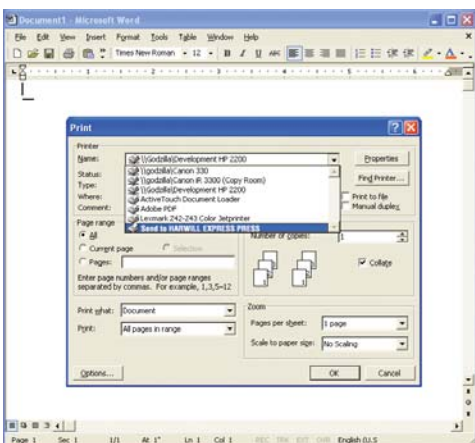 Document1 - Microsoft Word
File Edit View Insert Format Tools Table Window Help
Times New Roman 12 B I U ABC
Print
Printer
Name: \\Godzilla\Development HP 2200 Properties
\\godzilla\Canon 330
Status: \\godzilla\Canon iR 3300 (Copy Room) Find Printer...
Type: \\Godzilla\Development HP 2200
Where: ActiveTouch Document Loader Print to file
Comment: Adobe PDF Manual duplex
Lexmark Z42-Z43 Color Jetprinter
Send to HARWILL EXPRESS PRESS
Page range
All Number of copies: 1
Current page Selection
Pages: Collate
Enter page numbers and/or page ranges
separated by commas. For example, 1,3,5-12
Print what: Document Zoom
Pages per sheet: 1 page
Print: All pages in range
Scale to paper size: No Scaling
Options... OK Cancel
Page 1 Sec 1 1/1 At 1" Ln 1 Col 1 REC TRK EXT OVR English (U.S